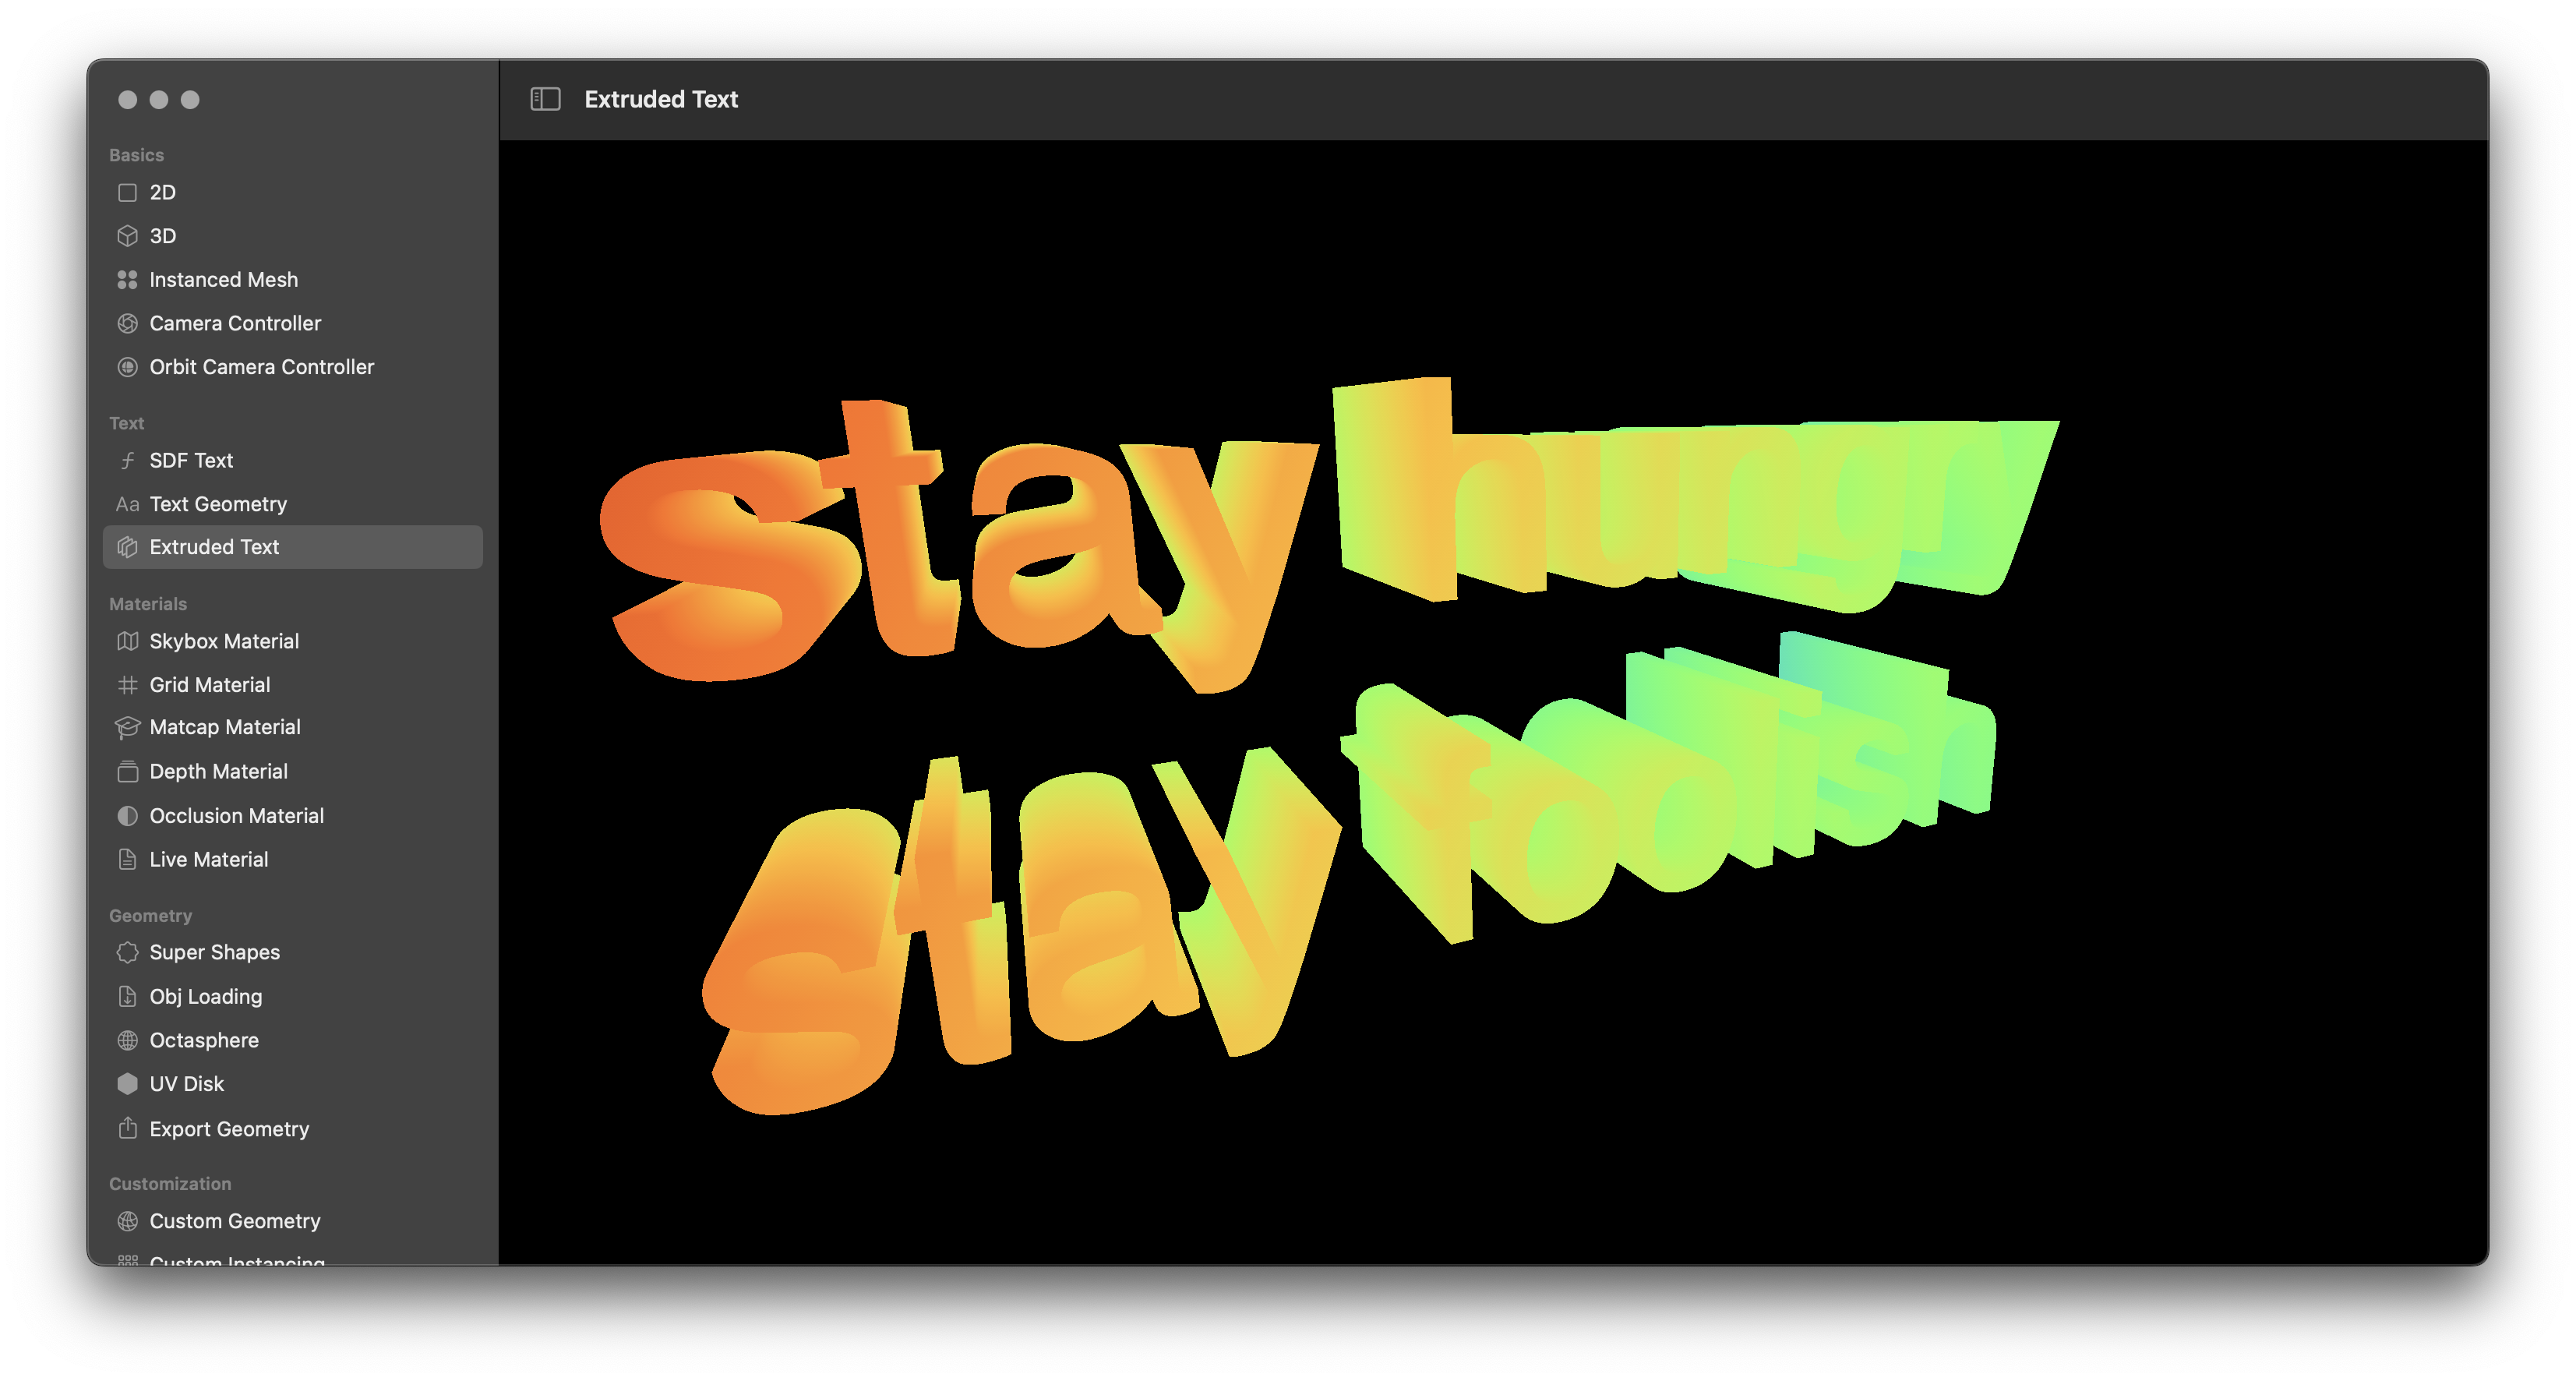 Extruded Text
Basics
2D
3D
Instanced Mesh
Camera Controller
Orbit Camera Controller
Text
SDF Text
Aa Text Geometry
Extruded Text
Materials
Skybox Material
Grid Material
Matcap Material
Depth Material
Occlusion Material
Live Material
Geometry
Super Shapes
Obj Loading
Octasphere
UV Disk
Export Geometry
Customization
Custom Geometry
Custom Instancing
stay hungry
stay foolish